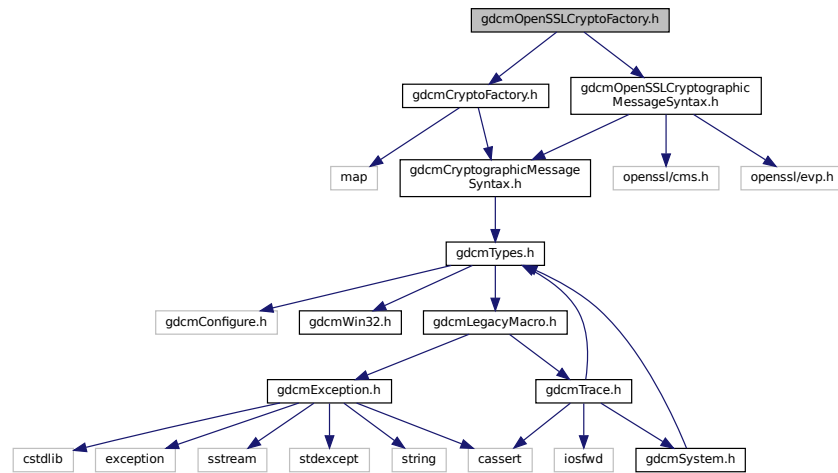 gdcmOpenSSLCryptoFactory.h
gdcmCryptoFactory.h
gdcmOpenSSLCryptographic
MessageSyntax.h
map
gdcmCryptographicMessage
Syntax.h
openssl/cms.h
openssl/evp.h
gdcmTypes.h
gdcmConfigure.h
gdcmWin32.h
gdcmLegacyMacro.h
gdcmException.h
gdcmTrace.h
cstdlib
exception
sstream
stdexcept
string
cassert
iosfwd
gdcmSystem.h